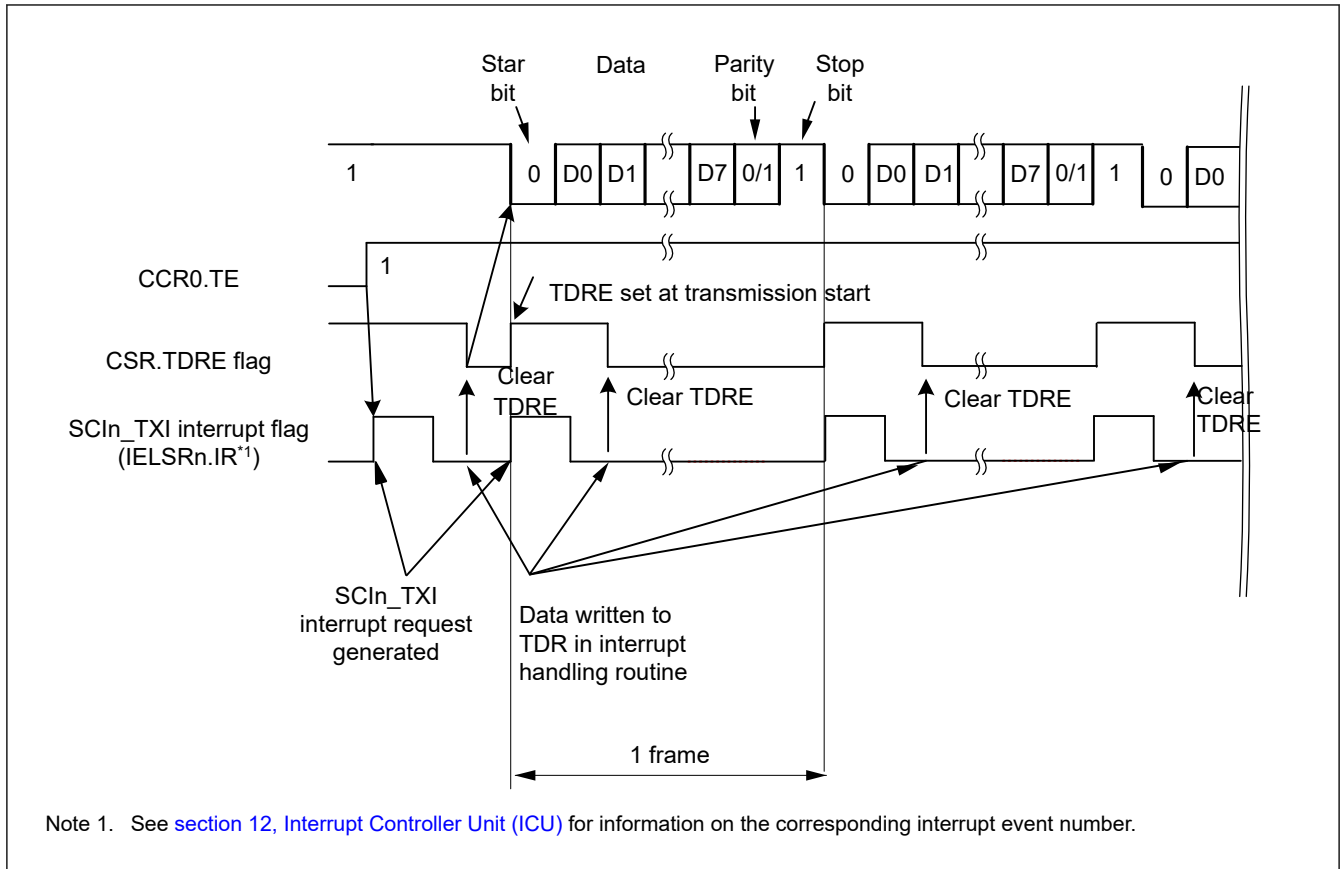 Star bit
Data
Parity bit
Stop bit
1
0 D0 D1 D7 0/1 1 0 D0 D1 D7 0/1 1 0 D0
CCR0.TE
1
TDRE set at transmission start
CSR.TDRE flag
Clear TDRE
Clear TDRE
Clear TDRE
Clear TDRE
SCIn_TXI interrupt flag
(IELSRn.IR*1)
SCIn_TXI
interrupt request
generated
Data written to
TDR in interrupt
handling routine
1 frame
Note 1. See section 12, Interrupt Controller Unit (ICU) for information on the corresponding interrupt event number.